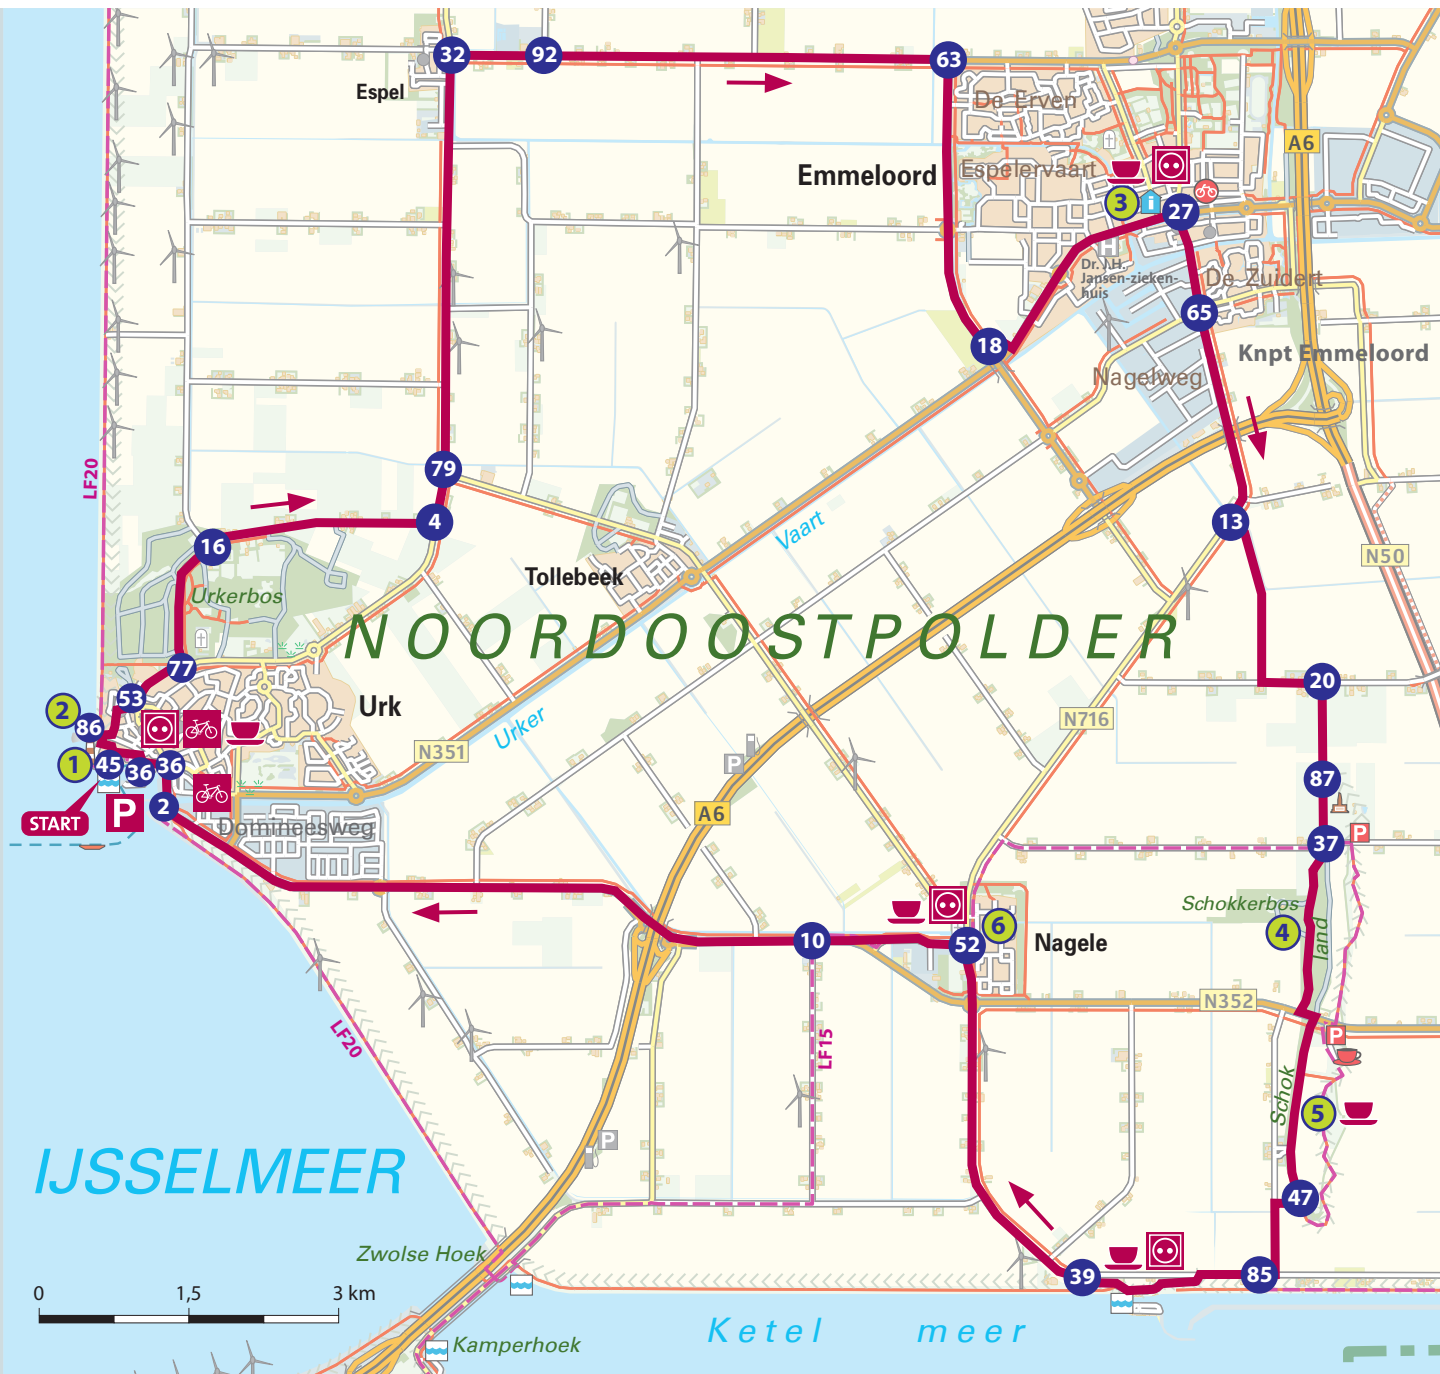 32
92
63
Espel
De Erven
A6
Emmeloord
Espelervaart
3
i
27
H
Dr. J.H.
Jansen-zieken-
huis
De Zuidert
65
18
Knpt Emmeloord
Nagelweg
LF20
79
4
13
16
Vaart
N50
Tollebeek
Urkerbos
NOORDOOSTPOLDER
77
20
53
2
86
Urk
N716
Urker
N351
1
45
36
36
P
87
2
START
P
Domineesweg
A6
37
P
Schokkerbos
6
4
10
52
Nagele
land
N352
LF20
LF15
P
P
Schok
5
IJSSELMEER
47
Zwolse Hoek
39
85
0 1,5 3 km
Ketel meer
Kamperhoek